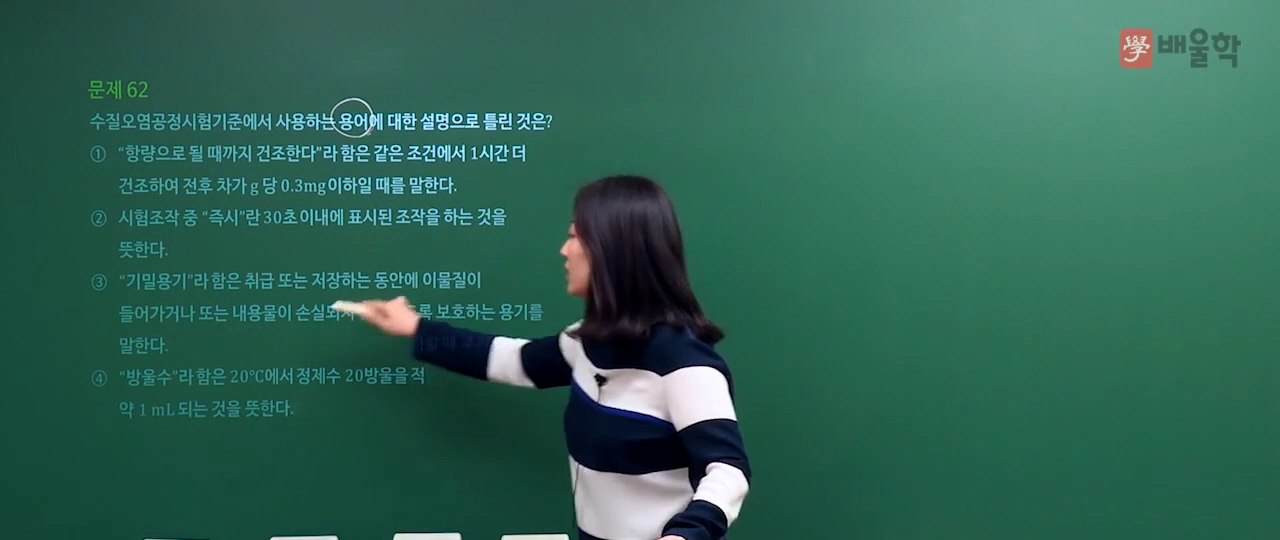 學 배울학
문제 62
수질오염공정시험기준에서 사용하는 용어에 대한 설명으로 틀린 것은?
① “항량으로 될 때까지 건조한다”라 함은 같은 조건에서 1시간 더
건조하여 전후 차가 g 당 0.3mg 이하일 때를 말한다.
② 시험조작 중 “즉시”란 30초 이내에 표시된 조작을 하는 것을
뜻한다.
③ “기밀용기”라 함은 취급 또는 저장하는 동안에 이물질이
들어가거나 또는 내용물이 손실되지 보호하는 용기를
말한다.
④ “방울수”라 함은 20℃에서 정제수 20방울을 적
약 1 mL 되는 것을 뜻한다.